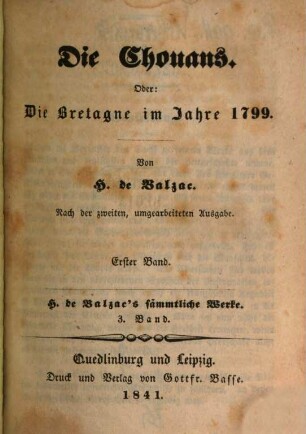 Die Chouans.
Oder:
Die Bretagne im Jahre 1799.
Von
H. de Balzac.
Nach der zweiten, umgearbeiteten Ausgabe.
Erster Band.
H. de Balzac's sämmtliche Werke.
3. Band.
Quedlinburg und Leipzig.
Druck und Verlag von Gottfr. Basse.
1841.